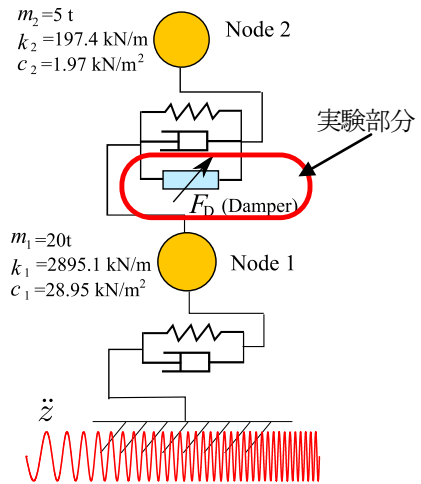 m2=5 t
k2=197.4 kN/m
c2=1.97 kN/m2
Node 2
実験部分
FD (Damper)
m1=20t
k1=2895.1 kN/m
c1=28.95 kN/m2
Node 1
z̈